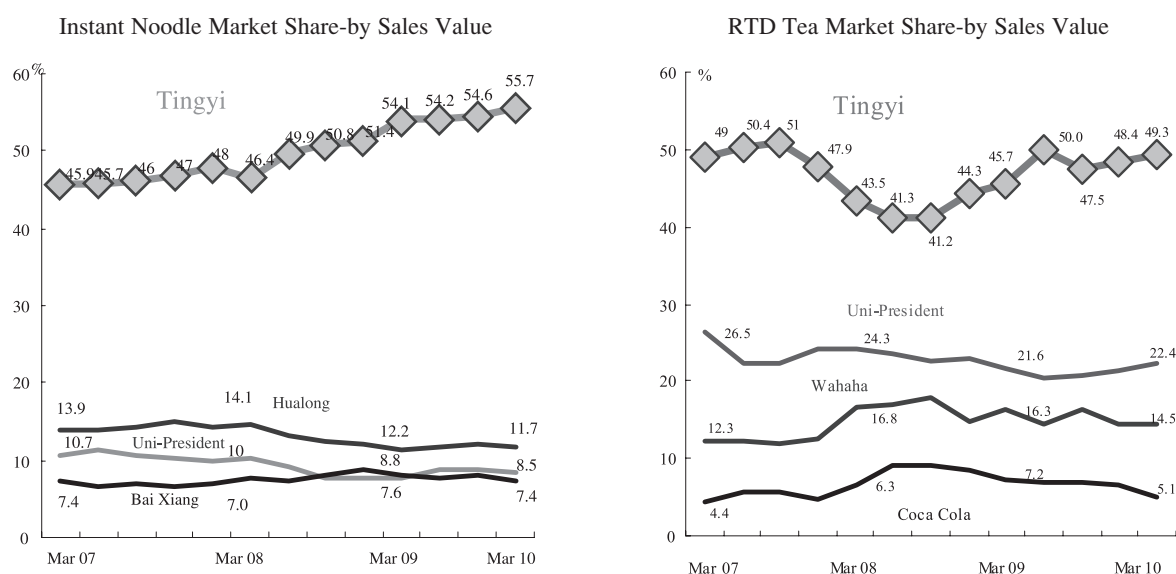 Instant Noodle Market Share-by Sales Value
60 %
50
40
30
20
10
0
Tingyi
45.9 45.7 46 47 48 46.4 49.9 50.8 51.4 54.1 54.2 54.6 55.7
Hualong
13.9 14.1 12.2 11.7
Uni-President
10.7 10 7.6 8.5
Bai Xiang
7.4 7.0 8.8 7.4
Mar 07 Mar 08 Mar 09 Mar 10
RTD Tea Market Share-by Sales Value
60 %
50
40
30
20
10
0
Tingyi
49 50.4 51 47.9 43.5 41.3 41.2 44.3 45.7 50.0 47.5 48.4 49.3
Uni-President
26.5 24.3 21.6 22.4
Wahaha
12.3 16.8 16.3 14.5
Coca Cola
4.4 6.3 7.2 5.1
Mar 07 Mar 08 Mar 09 Mar 10